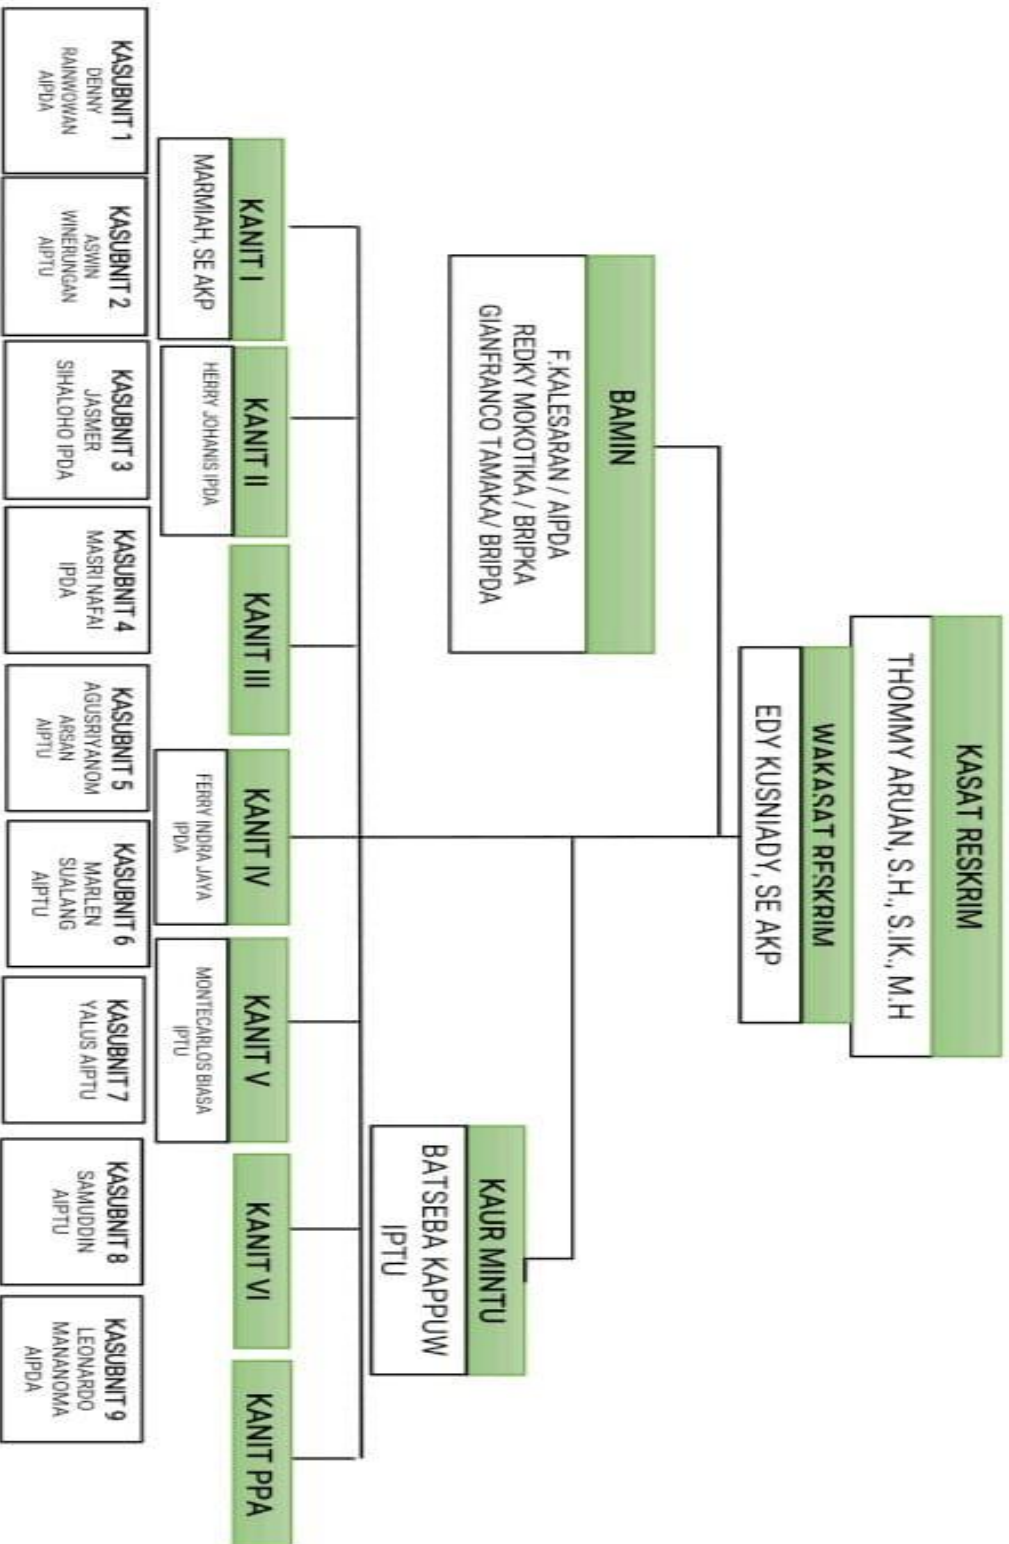 KASAT RESKRIM
THOMMY ARUAN, S.H., S.IK., M.H
WAKASAT RESKRIM
EDY KUSNIADY, SE AKP
BAMIN
F.KALESARAN / AIPDA
REDKY MOKOTIKA / BRIPKA
GIANFRANCO TAMAKA/ BRIPDA
KAUR MINTU
BATSEBA KAPPUW
IPTU
KANIT I
MARMIAH, SE AKP
KANIT II
HERRY JOHANIS IPDA
KANIT III
KANIT IV
FERRY INDRA JAYA
IPDA
KANIT V
MONTECARLOS BIASA
IPTU
KANIT VI
KANIT PPA
KASUBNIT 1
DENNY
RAINWOWAN
AIPDA
KASUBNIT 2
ASWIN
WINERUNGAN
AIPTU
KASUBNIT 3
JASMER
SIHALOHO IPDA
KASUBNIT 4
MASRI NAFAI
IPDA
KASUBNIT 5
AGUSRIYANOM
ARSAN
AIPTU
KASUBNIT 6
MARLEN
SUALANG
AIPTU
KASUBNIT 7
YALUS AIPTU
KASUBNIT 8
SAMUDDIN
AIPTU
KASUBNIT 9
LEONARDO
MANANOMA
AIPDA